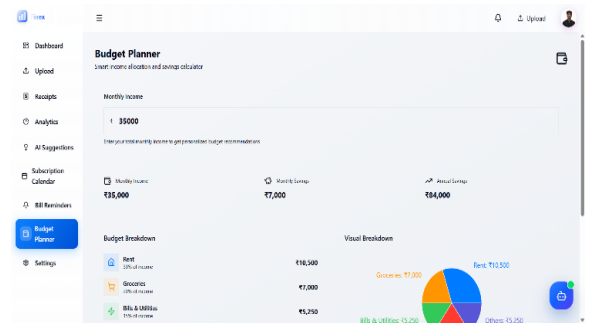 Upload
Dashboard
Upload
Receipts
Analytics
AI Suggestions
Subscription
Calendar
Bill Reminders
Budget
Planner
Settings
Budget Planner
Smart income allocation and savings calculator
Monthly Income
₹ 35000
Enter your total monthly income to get personalized budget recommendations
Monthly Income
₹35,000
Monthly Savings
₹7,000
Annual Savings
₹84,000
Budget Breakdown
Rent
30% of income
₹10,500
Groceries
20% of income
₹7,000
Bills & Utilities
15% of income
₹5,250
Visual Breakdown
Groceries: ₹7,000
Rent: ₹10,500
Bills & Utilities: ₹5,250
Others: ₹5,250